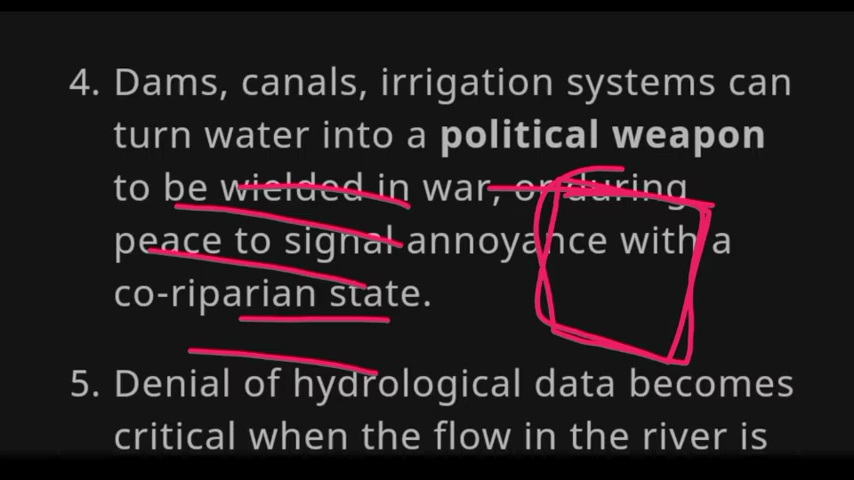 4. Dams, canals, irrigation systems can
turn water into a political weapon
to be wielded in war, or during
peace to signal annoyance with a
co-riparian state.
5. Denial of hydrological data becomes
critical when the flow in the river is